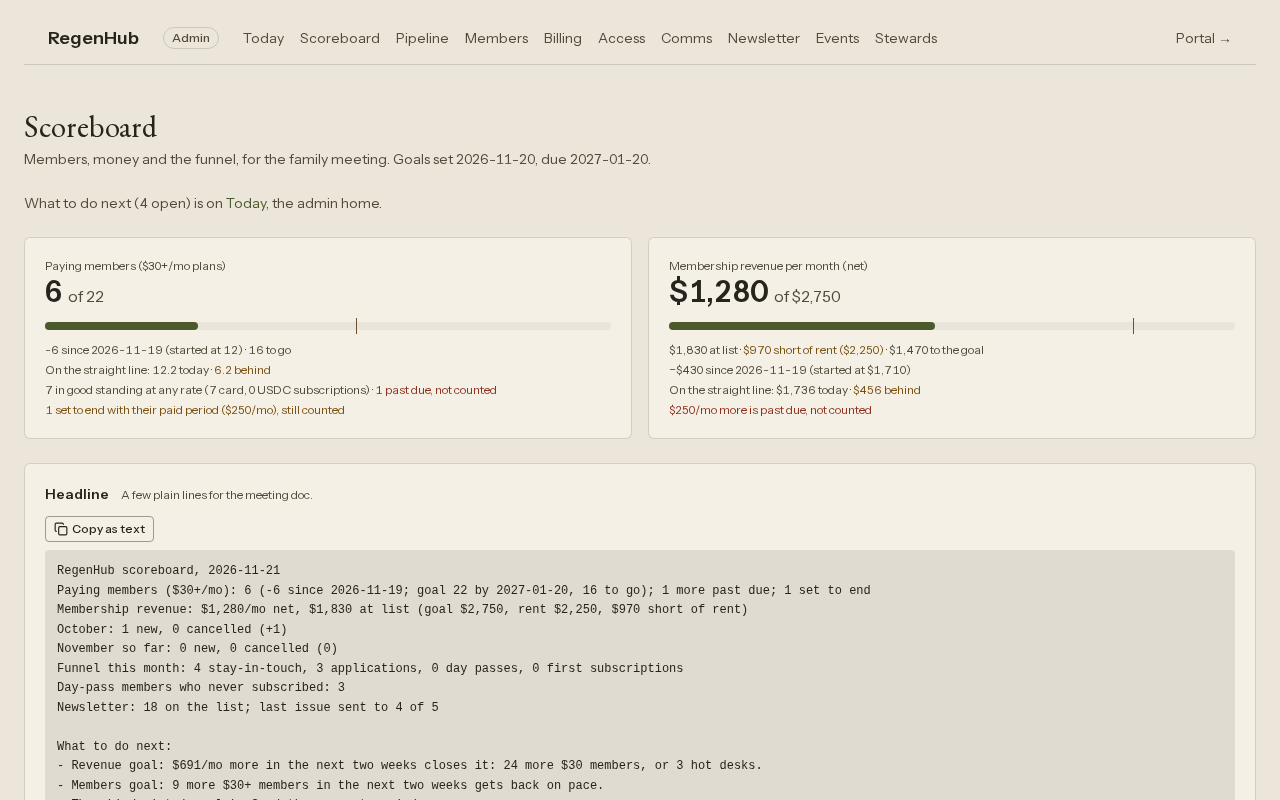 RegenHub Admin Today Scoreboard Pipeline Members Billing Access Comms Newsletter Events Stewards Portal →
Scoreboard
Members, money and the funnel, for the family meeting. Goals set 2026-11-20, due 2027-01-20.
What to do next (4 open) is on Today, the admin home.
Paying members ($30+/mo plans)
6 of 22
-6 since 2026-11-19 (started at 12) · 16 to go
On the straight line: 12.2 today · 6.2 behind
7 in good standing at any rate (7 card, 0 USDC subscriptions) · 1 past due, not counted
1 set to end with their paid period ($250/mo), still counted
Membership revenue per month (net)
$1,280 of $2,750
$1,830 at list · $970 short of rent ($2,250) · $1,470 to the goal
−$430 since 2026-11-19 (started at $1,710)
On the straight line: $1,736 today · $456 behind
$250/mo more is past due, not counted
Headline A few plain lines for the meeting doc.
Copy as text
RegenHub scoreboard, 2026-11-21
Paying members ($30+/mo): 6 (-6 since 2026-11-19; goal 22 by 2027-01-20, 16 to go); 1 more past due; 1 set to end
Membership revenue: $1,280/mo net, $1,830 at list (goal $2,750, rent $2,250, $970 short of rent)
October: 1 new, 0 cancelled (+1)
November so far: 0 new, 0 cancelled (0)
Funnel this month: 4 stay-in-touch, 3 applications, 0 day passes, 0 first subscriptions
Day-pass members who never subscribed: 3
Newsletter: 18 on the list; last issue sent to 4 of 5
What to do next:
- Revenue goal: $691/mo more in the next two weeks closes it: 24 more $30 members, or 3 hot desks.
- Members goal: 9 more $30+ members in the next two weeks gets back on pace.